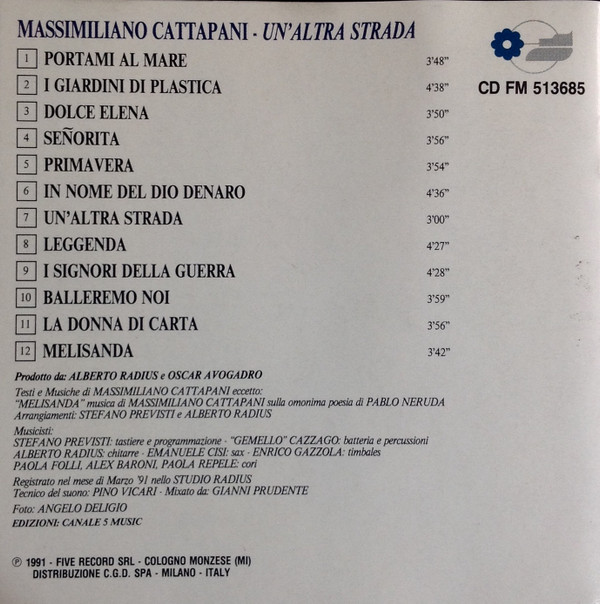 MASSIMILIANO CATTAPANI - UN'ALTRA STRADA
1 PORTAMI AL MARE 3'48"
2 I GIARDINI DI PLASTICA 4'38"
3 DOLCE ELENA 3'50"
4 SEÑORITA 3'56"
5 PRIMAVERA 3'54"
6 IN NOME DEL DIO DENARO 4'36"
7 UN'ALTRA STRADA 3'00"
8 LEGGENDA 4'27"
9 I SIGNORI DELLA GUERRA 4'28"
10 BALLEREMO NOI 3'59"
11 LA DONNA DI CARTA 3'56"
12 MELISANDA 3'42"
CD FM 513685
Prodotto da: ALBERTO RADIUS e OSCAR AVOGADRO
Testi e Musiche di MASSIMILIANO CATTAPANI eccetto:
"MELISANDA" musica di MASSIMILIANO CATTAPANI sulla omonima poesia di PABLO NERUDA
Arrangiamenti: STEFANO PREVISTI e ALBERTO RADIUS
Musicisti:
STEFANO PREVISTI: tastiere e programmazione - "GEMELLO" CAZZAGO: batteria e percussioni
ALBERTO RADIUS: chitarre - EMANUELE CISI: sax - ENRICO GAZZOLA: timbales
PAOLA FOLLI, ALEX BARONI, PAOLA REPELE: cori
Registrato nel mese di Marzo '91 nello STUDIO RADIUS
Tecnico del suono: PINO VICARI - Mixato da: GIANNI PRUDENTE
Foto: ANGELO DELIGIO
EDIZIONI: CANALE 5 MUSIC
℗ 1991 - FIVE RECORD SRL - COLOGNO MONZESE (MI)
DISTRIBUZIONE C.G.D. SPA - MILANO - ITALY